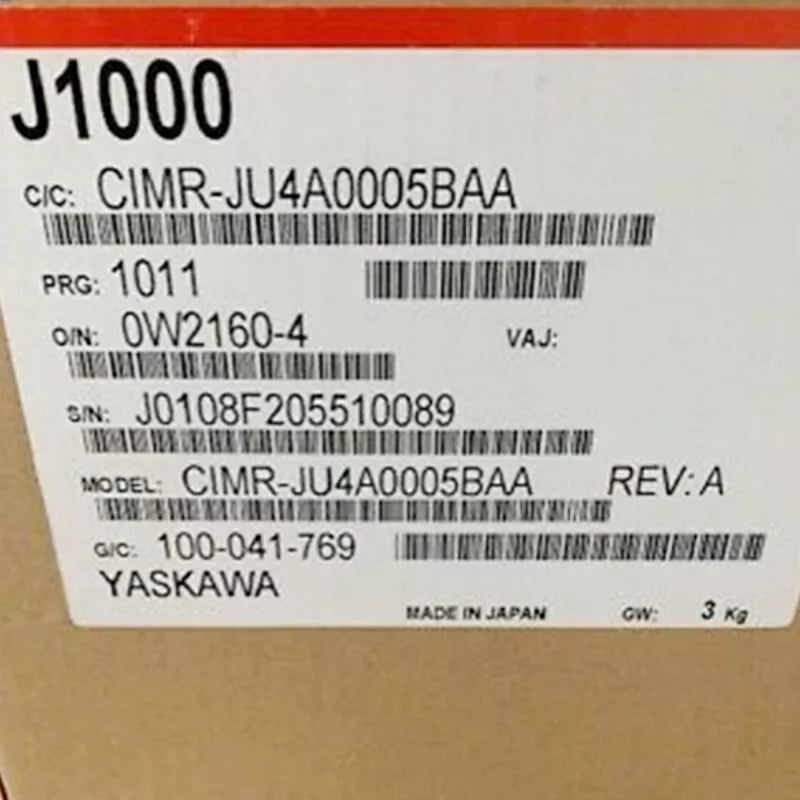 J1000
C/C: CIMR-JU4A0005BAA
PRG: 1011
O/N: 0W2160-4 VAJ:
S/N: J0108F205510089
MODEL: CIMR-JU4A0005BAA REV: A
G/C: 100-041-769
YASKAWA
MADE IN JAPAN GW: 3 Kg